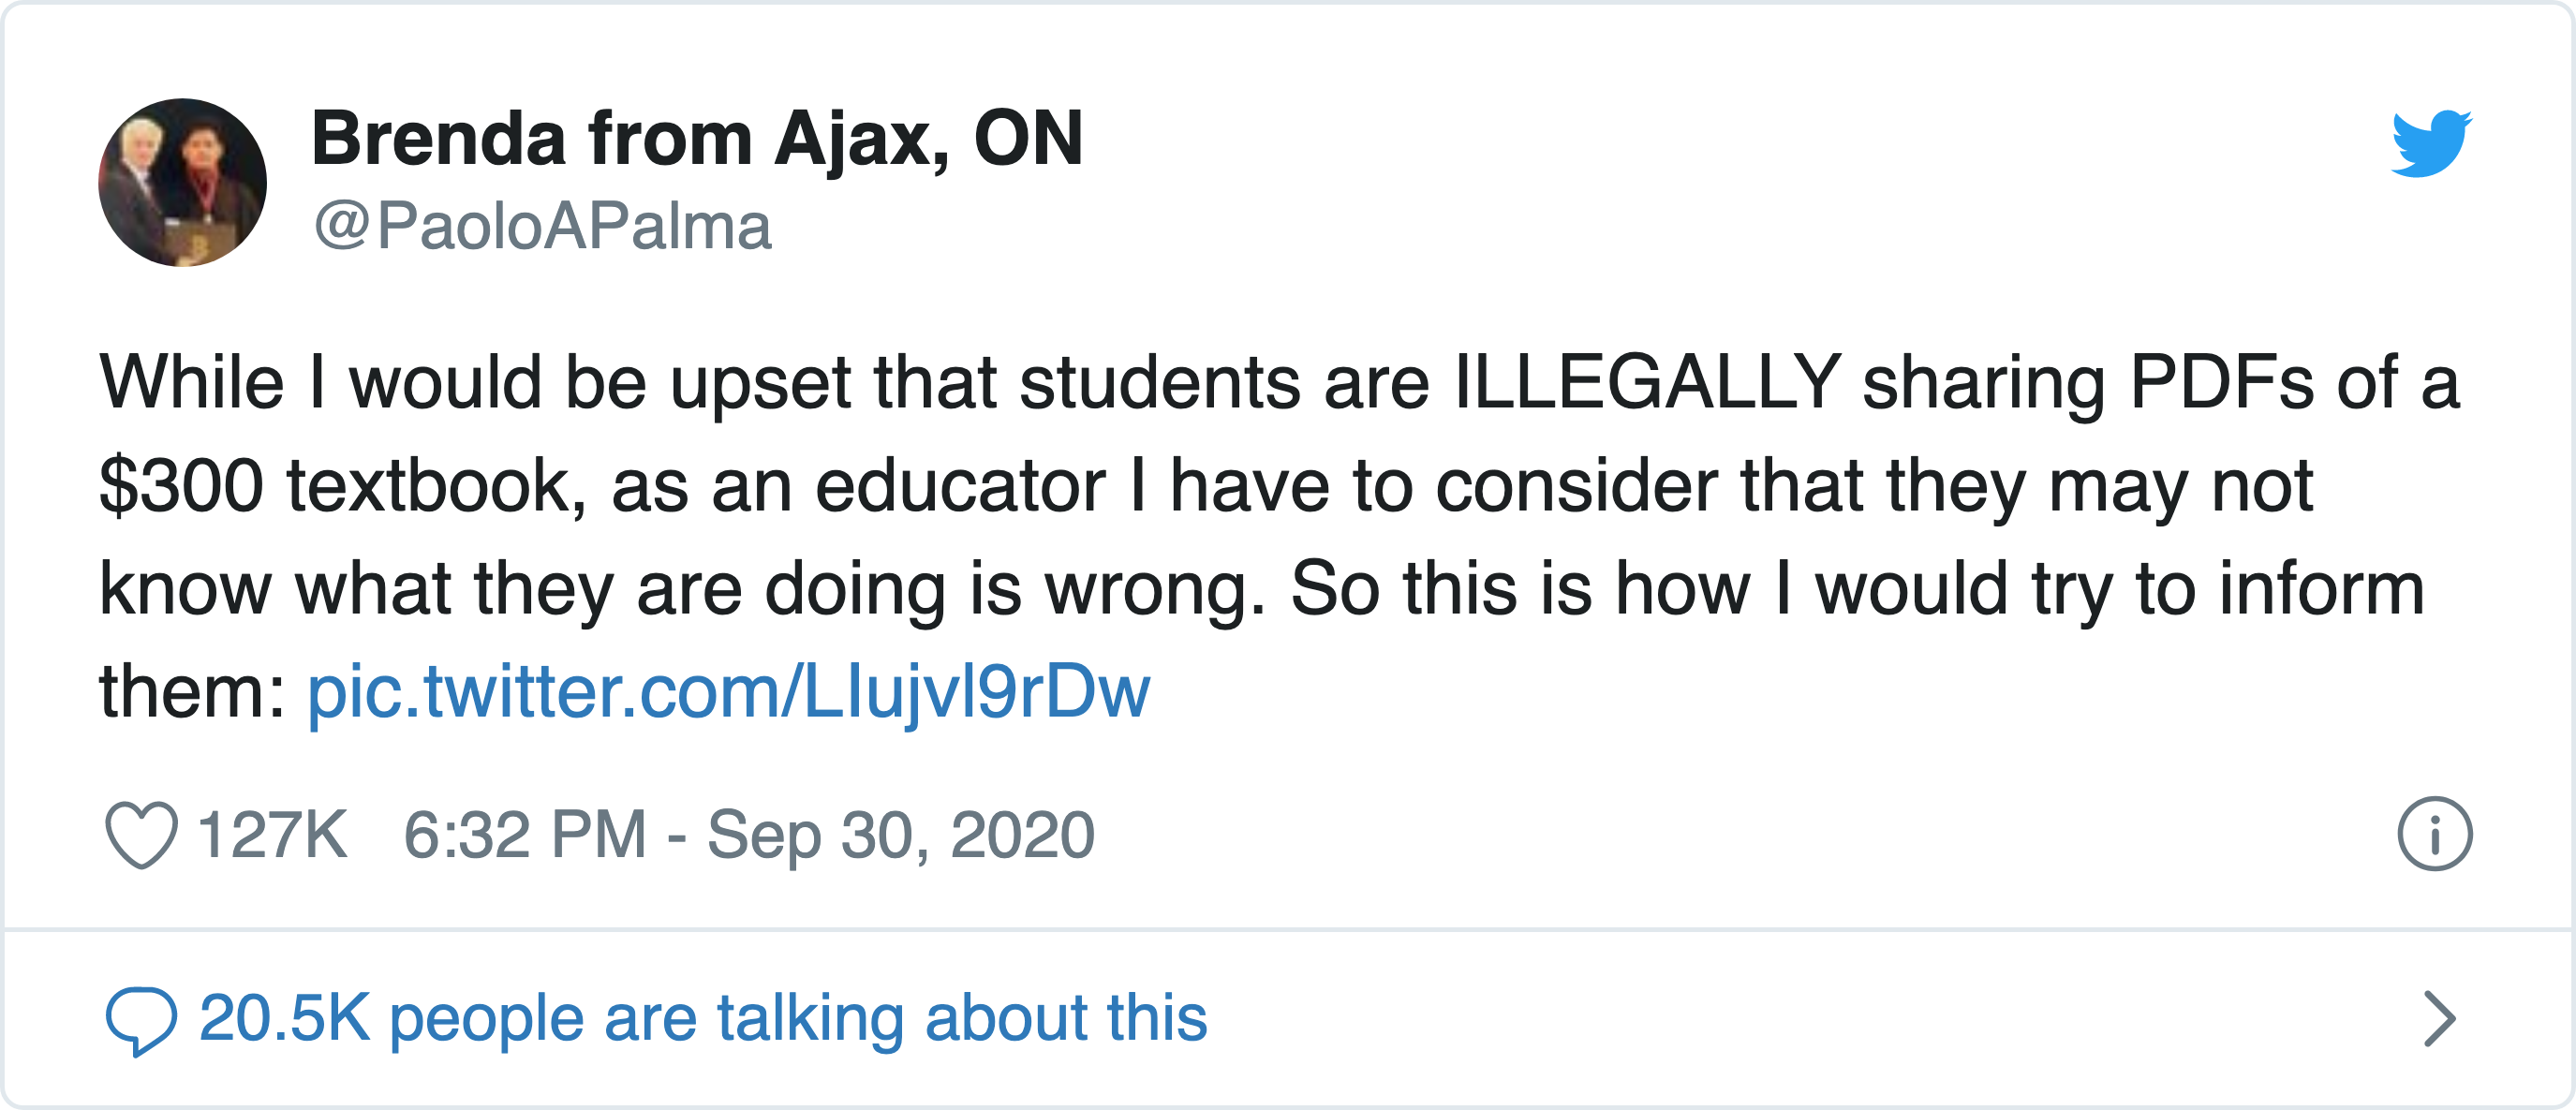 Brenda from Ajax, ON
@PaoloAPalma
While I would be upset that students are ILLEGALLY sharing PDFs of a
$300 textbook, as an educator I have to consider that they may not
know what they are doing is wrong. So this is how I would try to inform
them: pic.twitter.com/LIujvl9rDw
127K 6:32 PM - Sep 30, 2020
20.5K people are talking about this